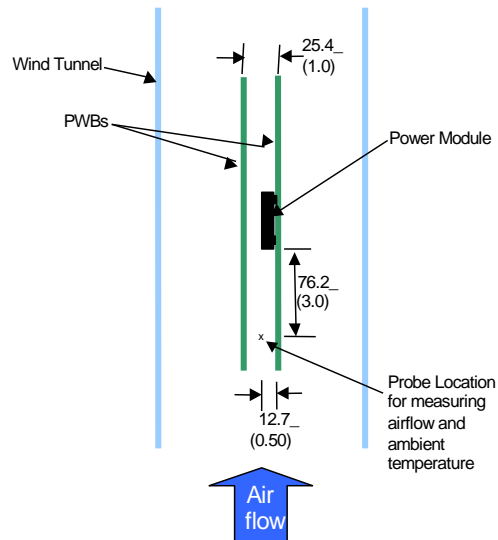 25.4_
(1.0)
Wind Tunnel
PWBs
Power Module
76.2_
(3.0)
x
Probe Location
for measuring
airflow and
ambient
temperature
12.7_
(0.50)
Air
flow